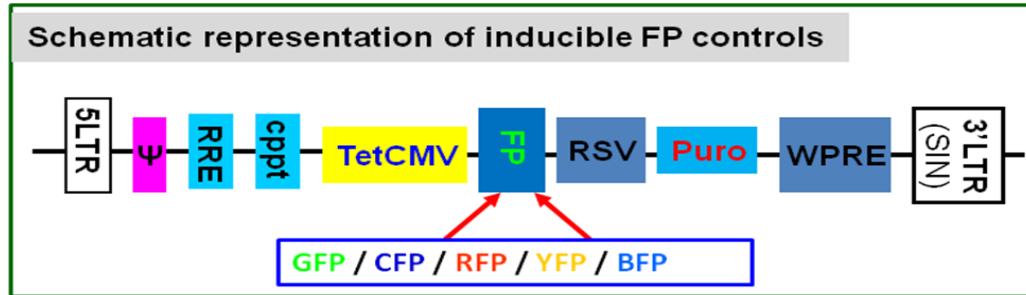 Schematic representation of inducible FP controls
5LTR
Ψ
RRE
cppt
TetCMV
FP
RSV
Puro
WPRE
3'LTR
(SIN)
GFP / CFP / RFP / YFP / BFP